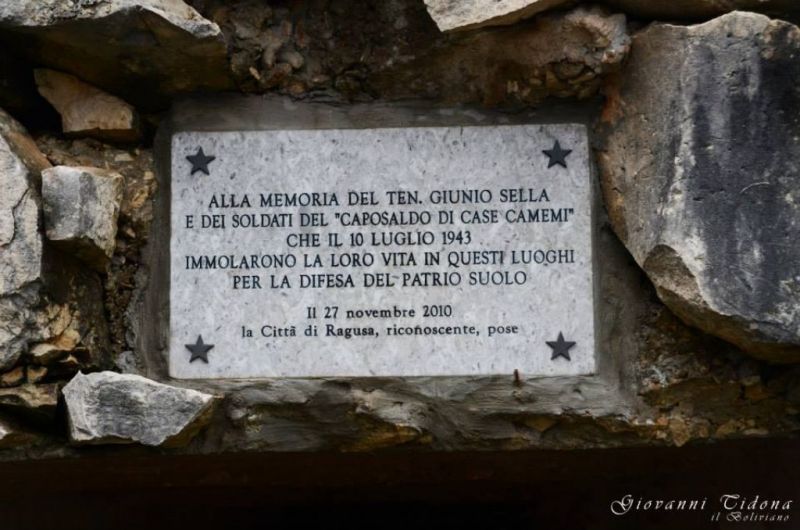 ALLA MEMORIA DEL TEN. GIUNIO SELLA
E DEI SOLDATI DEL "CAPOSALDO DI CASE CAMEMI"
CHE IL 10 LUGLIO 1943
IMMOLARONO LA LORO VITA IN QUESTI LUOGHI
PER LA DIFESA DEL PATRIO SUOLO
Il 27 novembre 2010
la Città di Ragusa, riconoscente, pose
Giovanni Tidona
il Boliviano